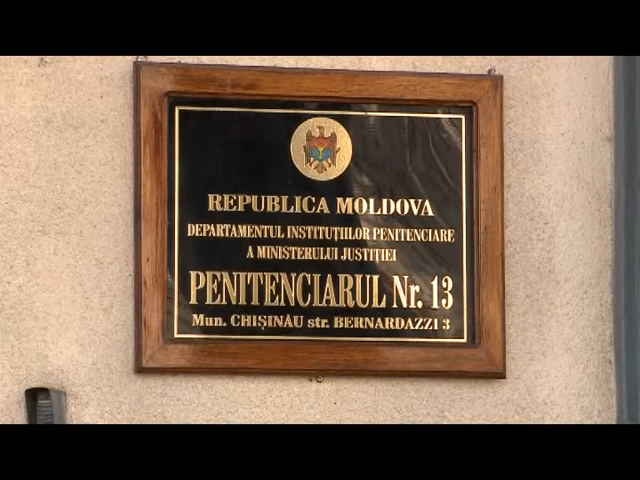 REPUBLICA MOLDOVA
DEPARTAMENTUL INSTITUȚIILOR PENITENCIARE
A MINISTERULUI JUSTIȚIEI
PENITENCIARUL Nr. 13
Mun. CHIȘINĂU str. BERNARDAZZI 3